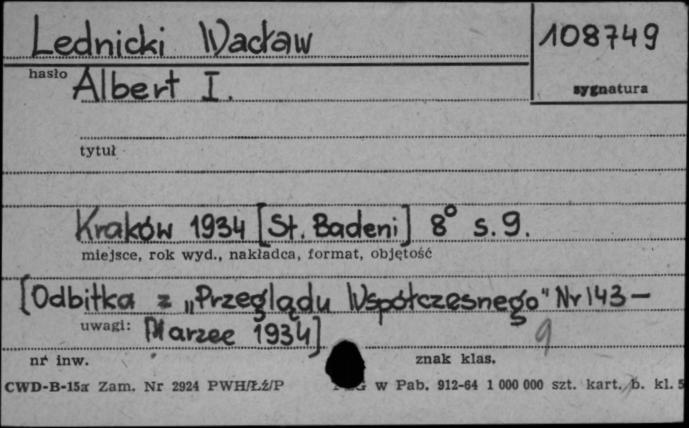 Lednicki Wacław 108749
hasło
Albert I.
sygnatura
tytuł
Kraków 1934 [St. Badeni] 8° s. 9.
miejsce, rok wyd., nakładca, format, objętość
[Odbitka z „Przeglądu Współczesnego" Nr 143 —
uwagi: Marzec 1934]
9
nr inw. znak klas.
CWD-B-15a Zam. Nr 2924 PWH/Łź/P w Pab. 912-64 1 000 000 szt. kart. b. kl. 5